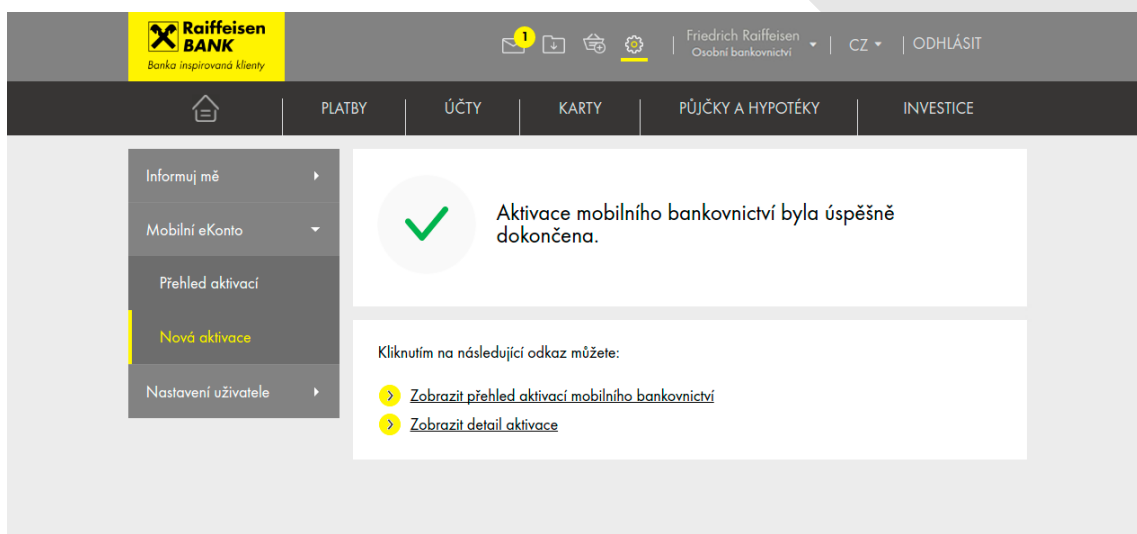 Raiffeisen
BANK
Banka inspirovaná klienty
1
Friedrich Raiffeisen
Osobní bankovnictví
CZ
ODHLÁSIT
PLATBY
ÚČTY
KARTY
PŮJČKY A HYPOTÉKY
INVESTICE
Informuj mě
Mobilní eKonto
Přehled aktivací
Nová aktivace
Nastavení uživatele
Aktivace mobilního bankovnictví byla úspěšně
dokončena.
Kliknutím na následující odkaz můžete:
Zobrazit přehled aktivací mobilního bankovnictví
Zobrazit detail aktivace